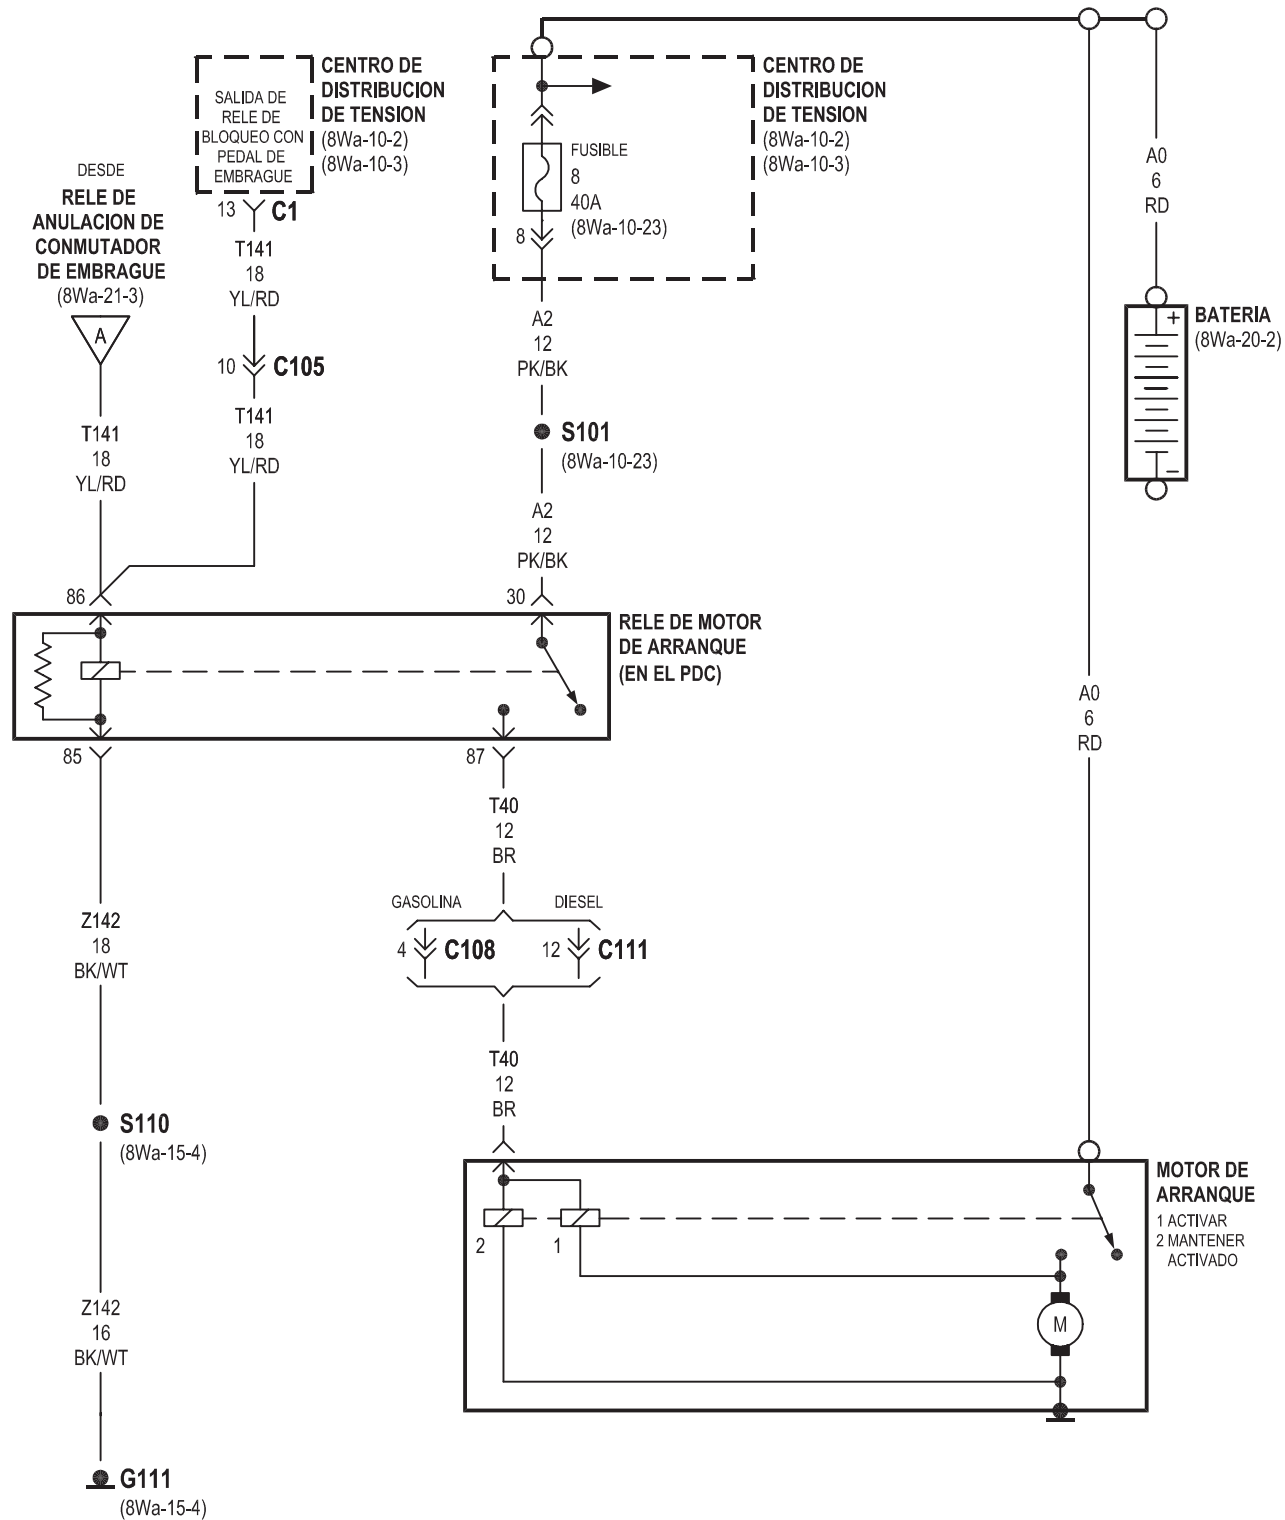 CENTRO DE
DISTRIBUCION
DE TENSION
(8Wa-10-2)
(8Wa-10-3)
SALIDA DE
RELE DE
BLOQUEO CON
PEDAL DE
EMBRAGUE
13
C1
T141
18
YL/RD
10
C105
T141
18
YL/RD
DESDE
RELE DE
ANULACION DE
CONMUTADOR
DE EMBRAGUE
(8Wa-21-3)
A
T141
18
YL/RD
CENTRO DE
DISTRIBUCION
DE TENSION
(8Wa-10-2)
(8Wa-10-3)
FUSIBLE
8
40A
(8Wa-10-23)
8
A2
12
PK/BK
S101
(8Wa-10-23)
A2
12
PK/BK
A0
6
RD
+
BATERÍA
(8Wa-20-2)
–
86
30
RELE DE MOTOR
DE ARRANQUE
(EN EL PDC)
85
87
A0
6
RD
T40
12
BR
GASOLINA
DIESEL
4
C108
12
C111
T40
12
BR
Z142
18
BK/WT
S110
(8Wa-15-4)
Z142
16
BK/WT
G111
(8Wa-15-4)
MOTOR DE
ARRANQUE
1 ACTIVAR
2 MANTENER
ACTIVADO
2
1
M